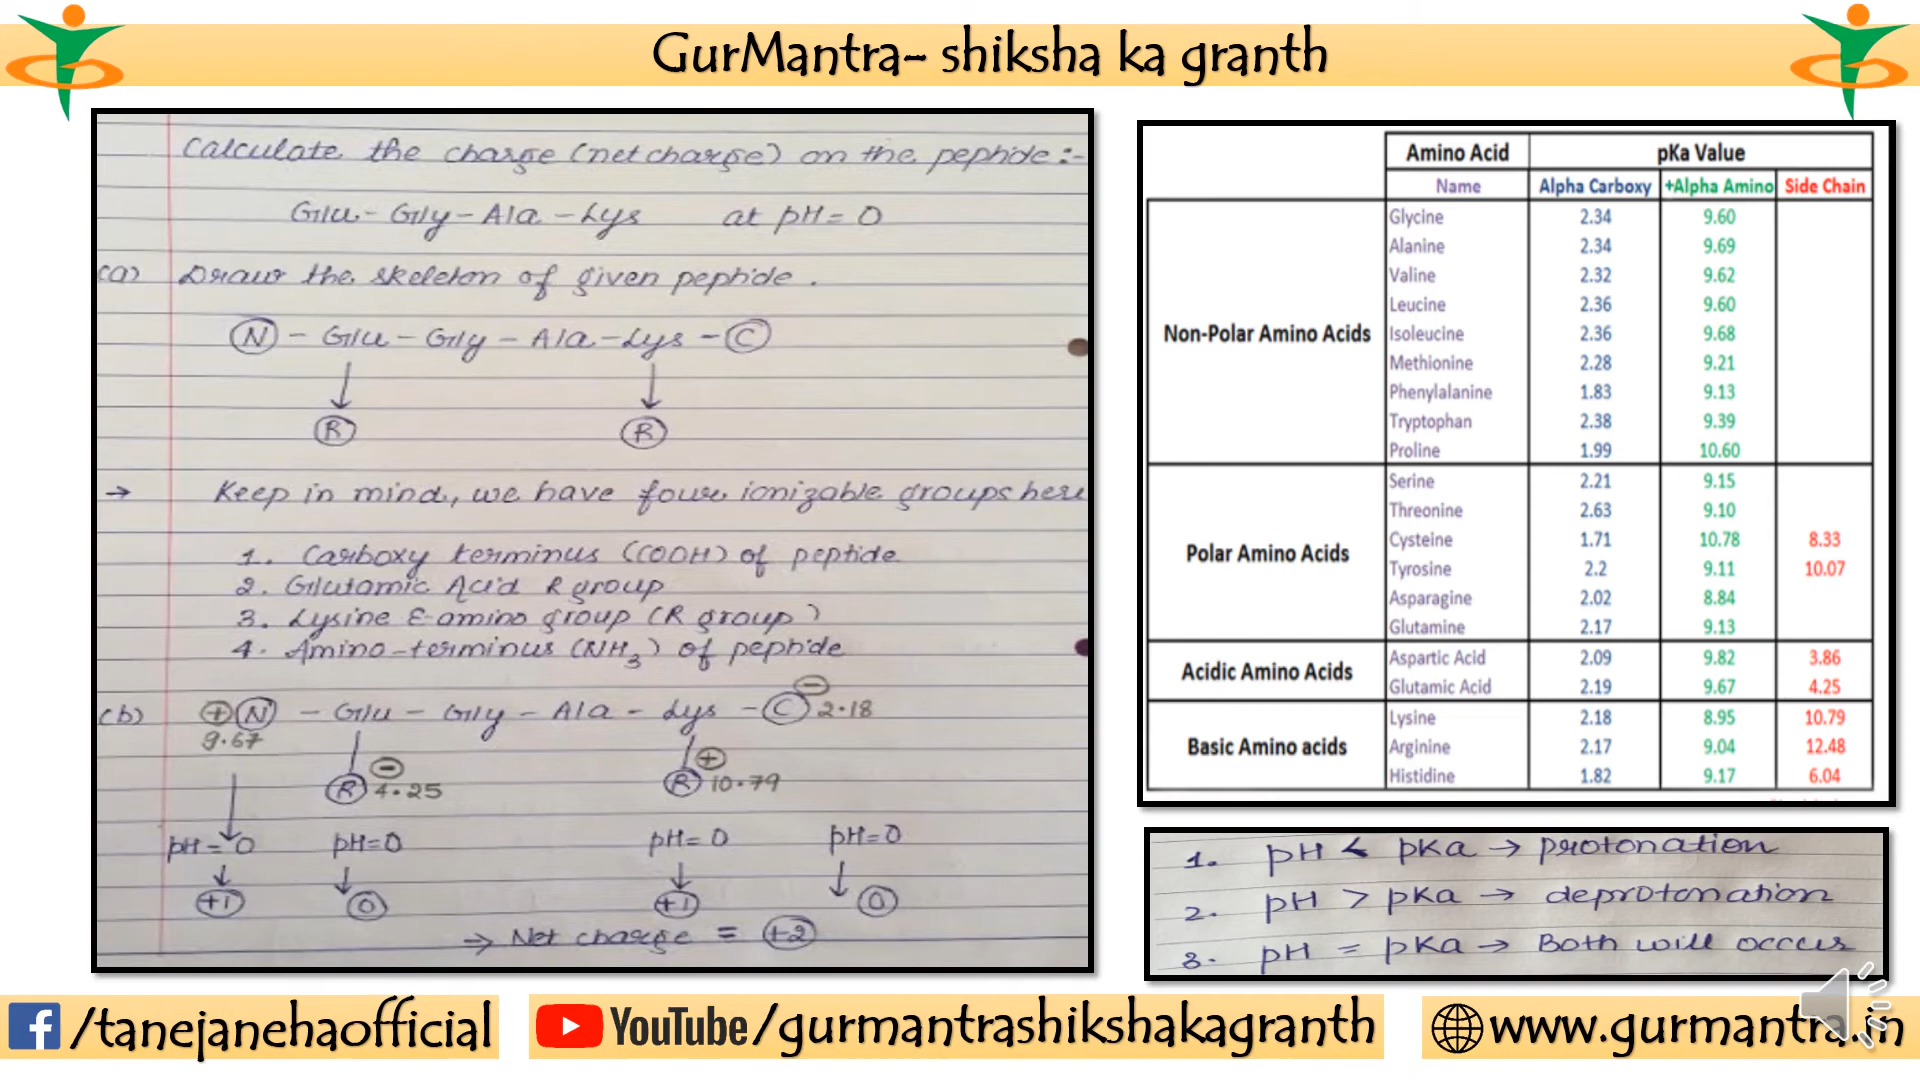 GurMantra- shiksha ka granth
Calculate the charge (net charge) on the peptide :-
Glu - Gly - Ala - Lys at pH = 0
(a) Draw the skeleton of given peptide.
N - Glu - Gly - Ala - Lys - C
R R
→ Keep in mind, we have four ionizable groups here
1. Carboxy terminus (COOH) of peptide
2. Glutamic Acid R group
3. Lysine ε-amino group (R group)
4. Amino-terminus (NH3) of peptide
(b) + N - Glu - Gly - Ala - Lys - C - 2.18
9.67
R - 4.25 R + 10.79
pH = 0 pH=0 pH= 0 pH=0
+1 0 +1 0
⇒ Net charge = +2
Amino Acid pKa Value
Name Alpha Carboxy +Alpha Amino Side Chain
Non-Polar Amino Acids
Glycine 2.34 9.60
Alanine 2.34 9.69
Valine 2.32 9.62
Leucine 2.36 9.60
Isoleucine 2.36 9.68
Methionine 2.28 9.21
Phenylalanine 1.83 9.13
Tryptophan 2.38 9.39
Proline 1.99 10.60
Polar Amino Acids
Serine 2.21 9.15
Threonine 2.63 9.10
Cysteine 1.71 10.78 8.33
Tyrosine 2.2 9.11 10.07
Asparagine 2.02 8.84
Glutamine 2.17 9.13
Acidic Amino Acids
Aspartic Acid 2.09 9.82 3.86
Glutamic Acid 2.19 9.67 4.25
Basic Amino acids
Lysine 2.18 8.95 10.79
Arginine 2.17 9.04 12.48
Histidine 1.82 9.17 6.04
1. pH < pKa → protonation
2. pH > pKa → deprotonation
3. pH = pKa → Both will occur
/tanejanehaofficial
YouTube /gurmantrashikshakagranth
www.gurmantra.in